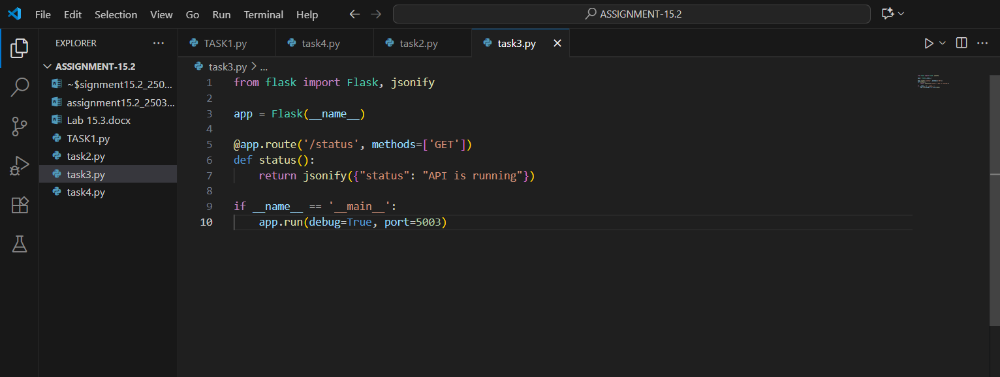 File Edit Selection View Go Run Terminal Help
ASSIGNMENT-15.2
EXPLORER
TASK1.py
task4.py
task2.py
task3.py
ASSIGNMENT-15.2
~$signment15.2_250...
assignment15.2_2503...
Lab 15.3.docx
TASK1.py
task2.py
task3.py
task4.py
task3.py > ...
1 from flask import Flask, jsonify
2
3 app = Flask(__name__)
4
5 @app.route('/status', methods=['GET'])
6 def status():
7     return jsonify({"status": "API is running"})
8
9 if __name__ == '__main__':
10     app.run(debug=True, port=5003)